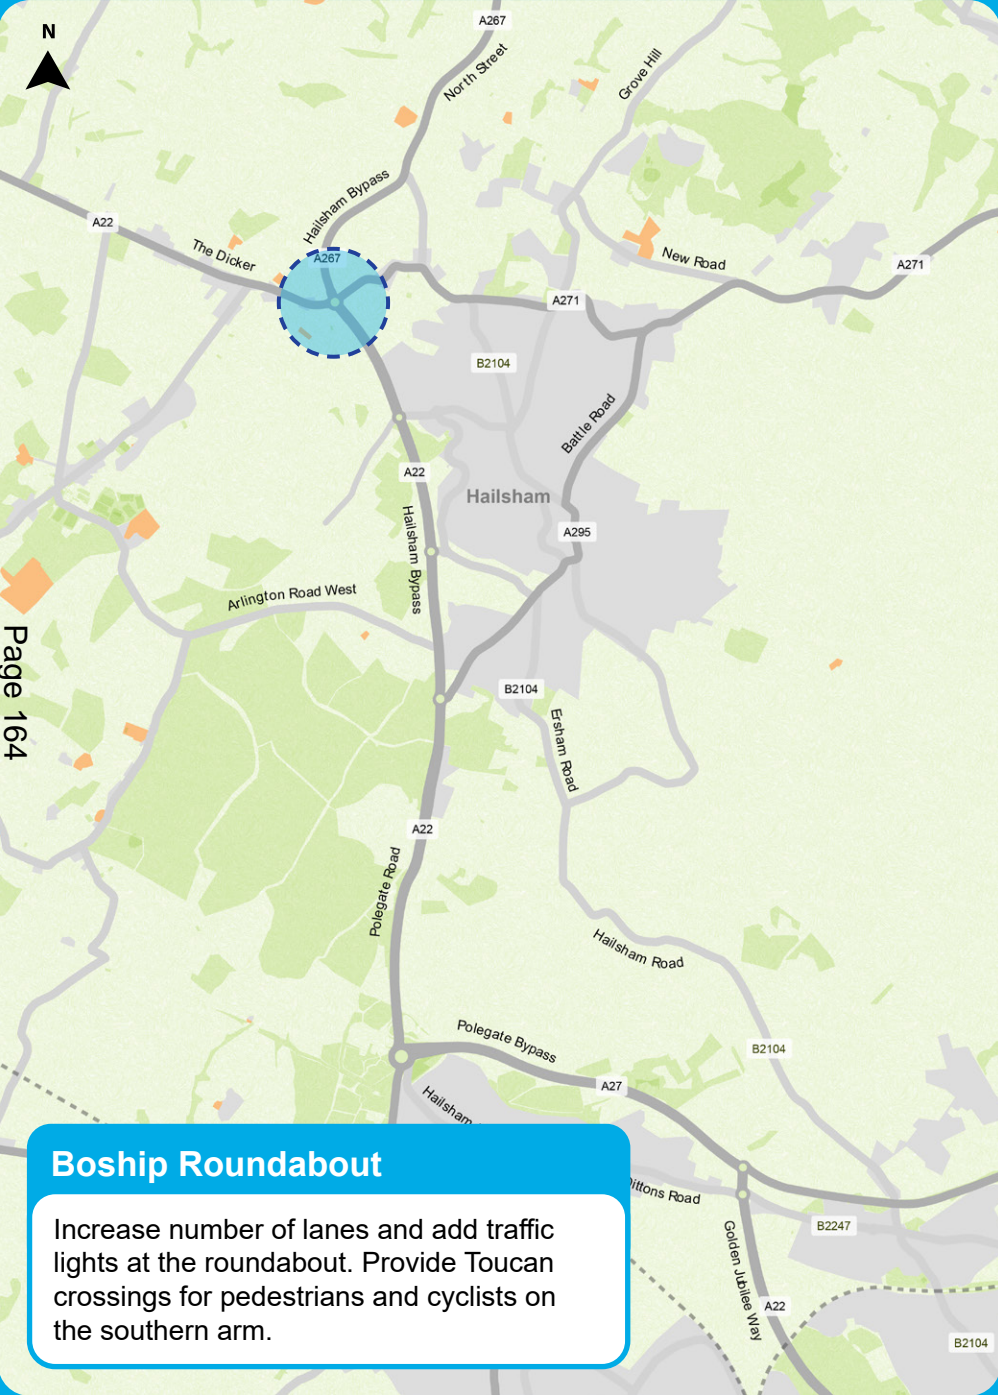 N
A267
North Street
Grove Hill
Hailsham Bypass
A22
The Dicker
A267
New Road
A271
A271
B2104
Battle Road
A22
Hailsham
Hailsham Bypass
A295
Arlington Road West
Page 164
B2104
Ersham Road
A22
Polegate Road
Hailsham Road
Polegate Bypass
B2104
A27
Hailsham
Dittons Road
B2247
Golden Jubilee Way
A22
B2104
Boship Roundabout
Increase number of lanes and add traffic
lights at the roundabout. Provide Toucan
crossings for pedestrians and cyclists on
the southern arm.